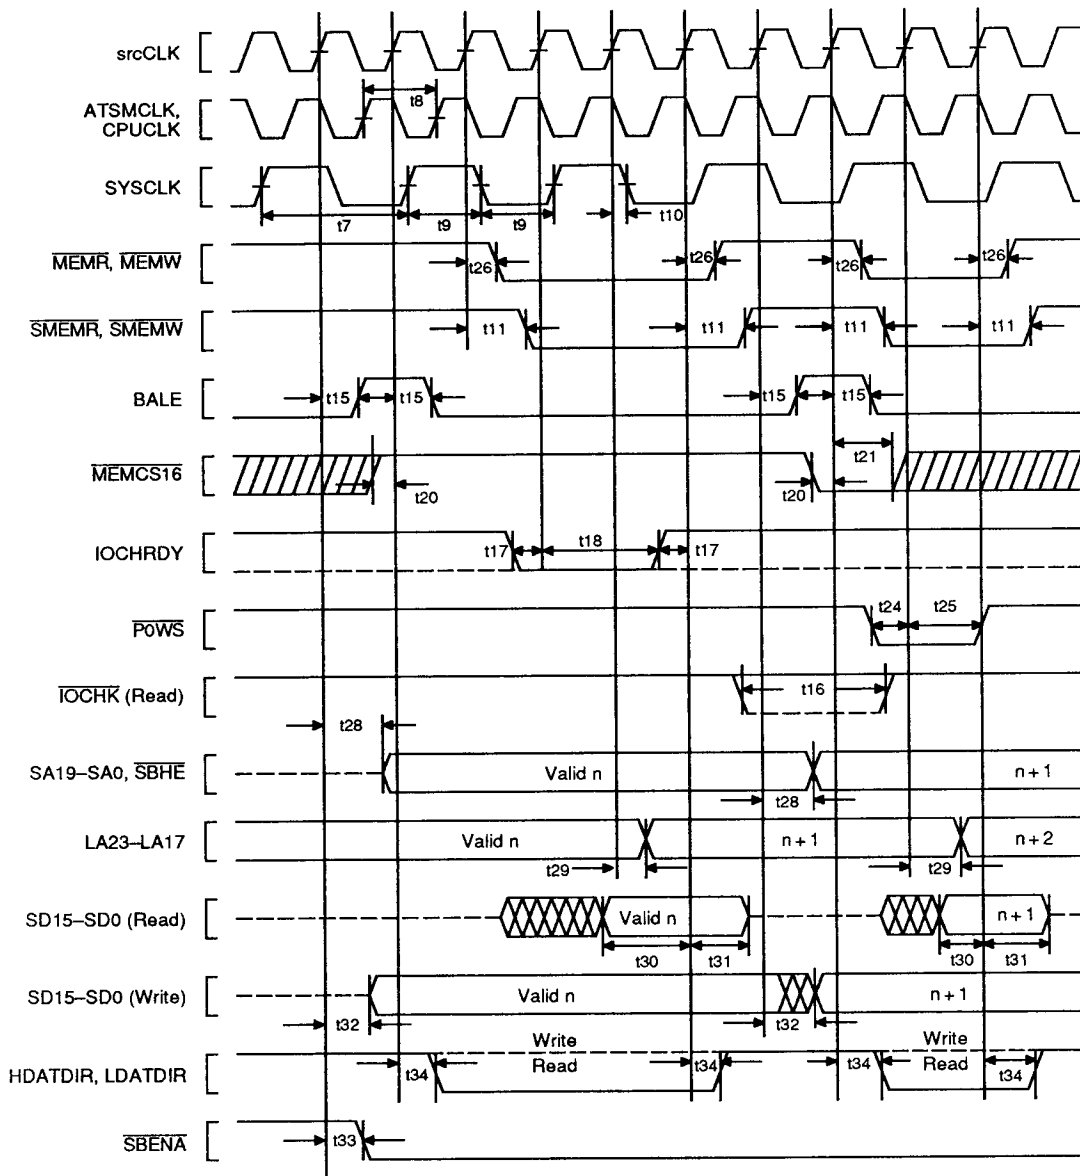 srcCLK
ATSMCLK,
CPUCLK
t8
SYSCLK
t7 t9 t9 t10
MEMR, MEMW
t26 t26 t26 t26
SMEMR, SMEMW
t11 t11 t11 t11
BALE
t15 t15 t15 t15
MEMCS16
t20 t20 t21
IOCHRDY
t17 t18 t17
P0WS
t24 t25
IOCHK (Read)
t16
t28
SA19–SA0, SBHE
Valid n n + 1
t28
LA23–LA17
Valid n n + 1 n + 2
t29 t29
SD15–SD0 (Read)
Valid n n + 1
t30 t31 t30 t31
SD15–SD0 (Write)
Valid n n + 1
t32 t32
HDATDIR, LDATDIR
Write Write
Read Read
t34 t34 t34 t34
SBENA
t33